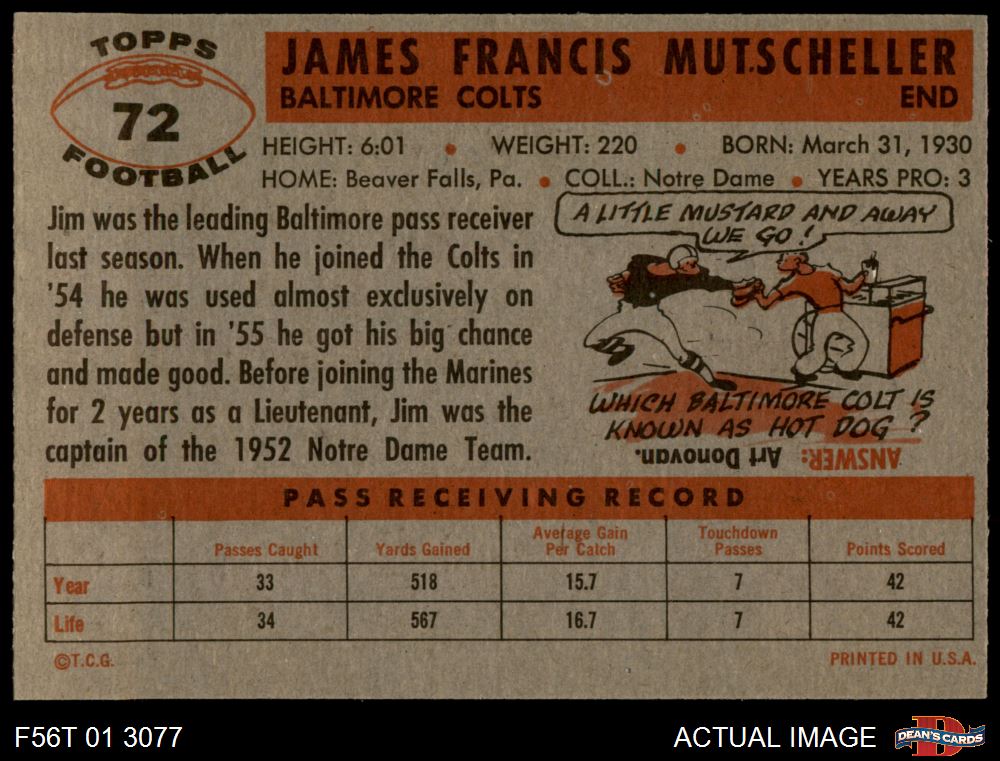 TOPPS
72
FOOTBALL
JAMES FRANCIS MUTSCHELLER
BALTIMORE COLTS END
HEIGHT: 6:01 • WEIGHT: 220 • BORN: March 31, 1930
HOME: Beaver Falls, Pa. • COLL.: Notre Dame • YEARS PRO: 3
Jim was the leading Baltimore pass receiver
last season. When he joined the Colts in
'54 he was used almost exclusively on
defense but in '55 he got his big chance
and made good. Before joining the Marines
for 2 years as a Lieutenant, Jim was the
captain of the 1952 Notre Dame Team.
A LITTLE MUSTARD AND AWAY
WE GO!
WHICH BALTIMORE COLT IS
KNOWN AS HOT DOG?
ANSWER: Art Donovan.
PASS RECEIVING RECORD
Passes Caught Yards Gained Average Gain Per Catch Touchdown Passes Points Scored
Year 33 518 15.7 7 42
Life 34 567 16.7 7 42
©T.C.G. PRINTED IN U.S.A.
F56T 01 3077 ACTUAL IMAGE DEAN'S CARDS